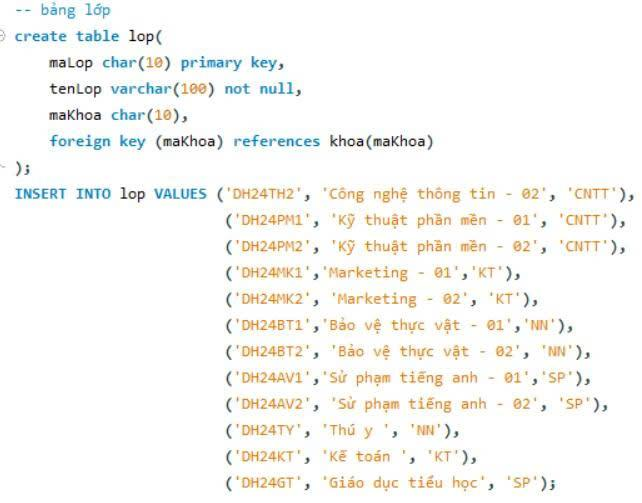 -- bảng lớp
create table lop(
maLop char(10) primary key,
tenLop varchar(100) not null,
maKhoa char(10),
foreign key (maKhoa) references khoa(maKhoa)
);
INSERT INTO lop VALUES ('DH24TH2', 'Công nghệ thông tin - 02', 'CNTT'),
('DH24PM1', 'Kỹ thuật phần mền - 01', 'CNTT'),
('DH24PM2', 'Kỹ thuật phần mền - 02', 'CNTT'),
('DH24MK1','Marketing - 01','KT'),
('DH24MK2', 'Marketing - 02', 'KT'),
('DH24BT1','Bảo vệ thực vật - 01','NN'),
('DH24BT2', 'Bảo vệ thực vật - 02', 'NN'),
('DH24AV1','Sử phạm tiếng anh - 01','SP'),
('DH24AV2', 'Sử phạm tiếng anh - 02', 'SP'),
('DH24TY', 'Thú y ', 'NN'),
('DH24KT', 'Kế toán ', 'KT'),
('DH24GT', 'Giáo dục tiểu học', 'SP');